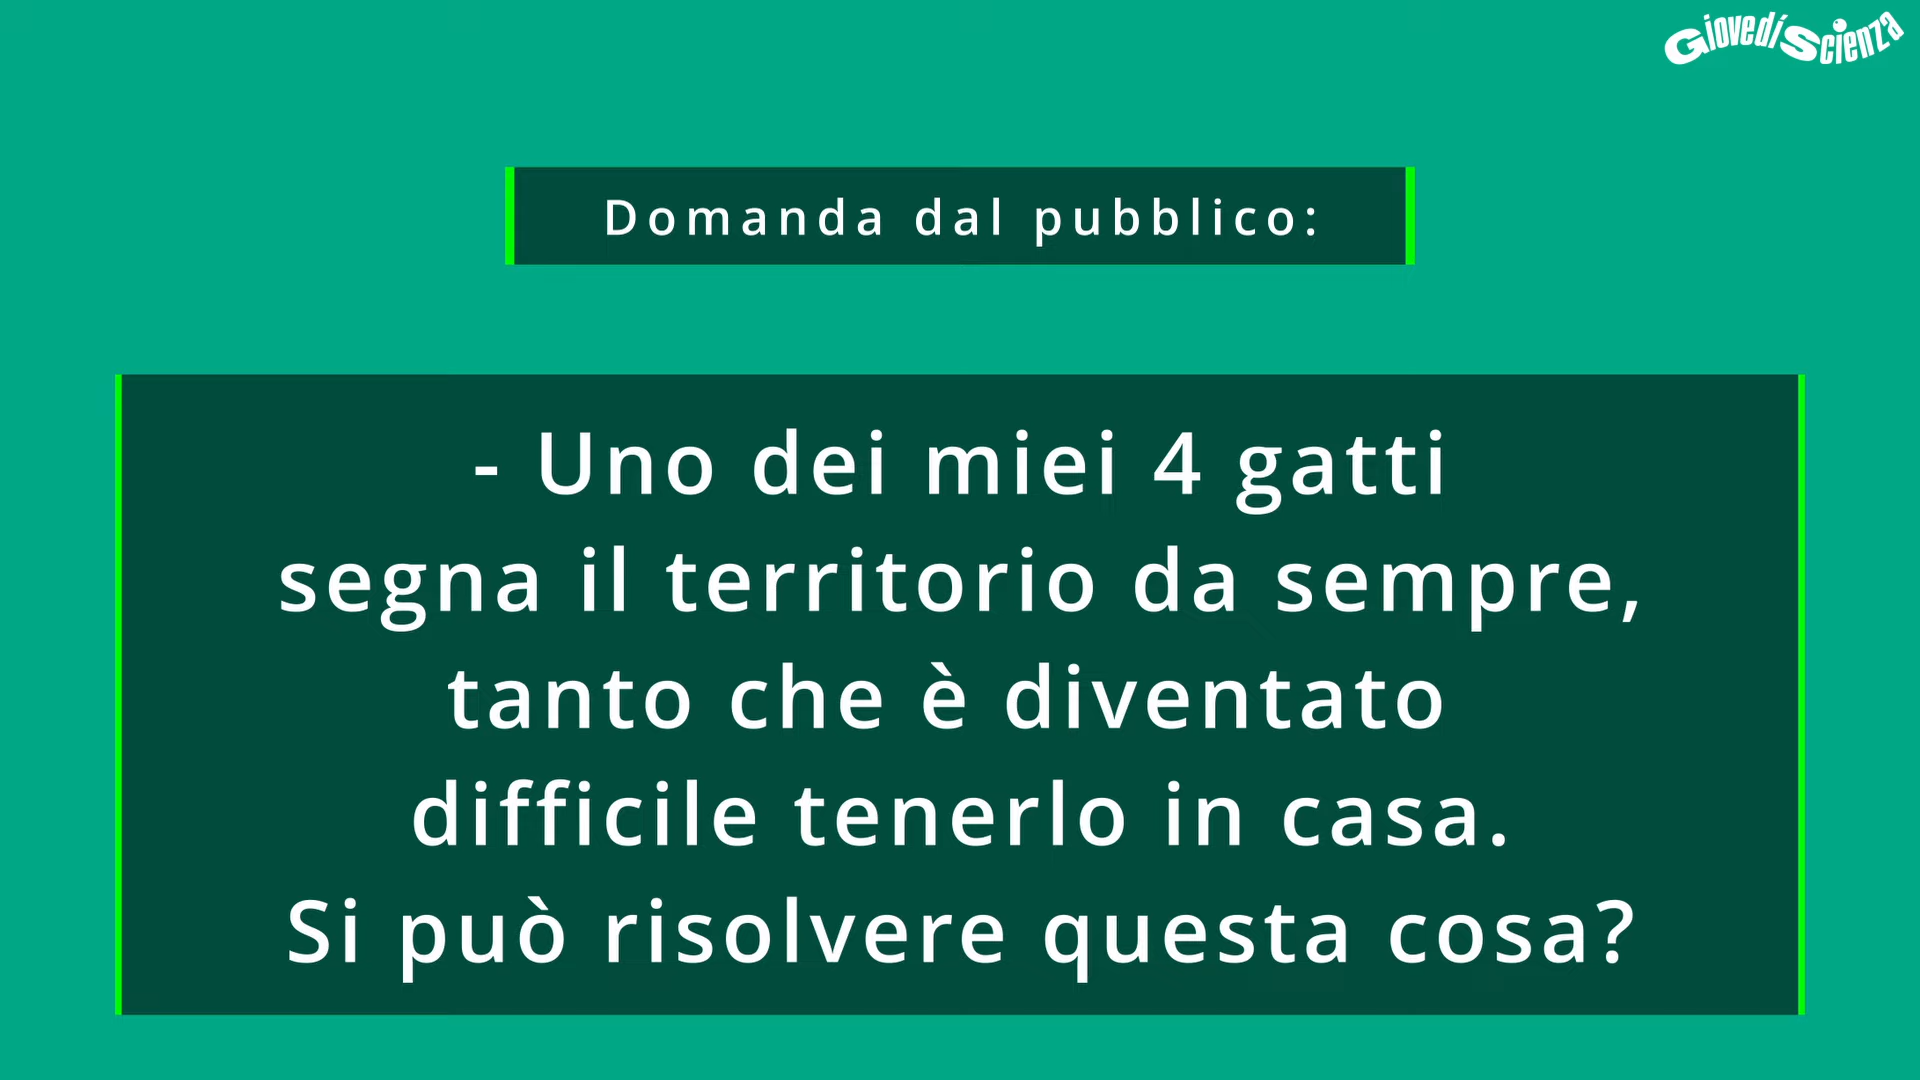 GiovedìScienza
Domanda dal pubblico:
- Uno dei miei 4 gatti
segna il territorio da sempre,
tanto che è diventato
difficile tenerlo in casa.
Si può risolvere questa cosa?